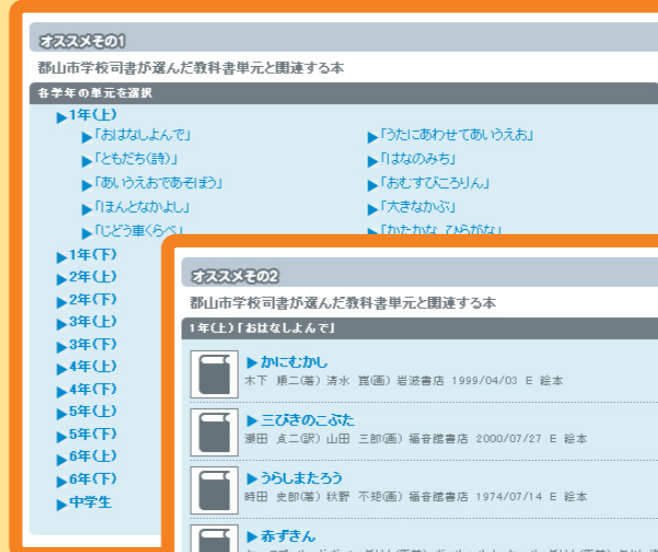 オススメその1
郡山市学校司書が選んだ教科書単元と関連する本
各学年の単元を選択
▶1年(上)
▶「おはなしよんで」 ▶「うたにあわせてあいうえお」
▶「ともだち(詩)」 ▶「はなのみち」
▶「あいうえおであそぼう」 ▶「おむすびころりん」
▶「ほんとなかよし」 ▶「大きなかぶ」
▶「じどう車くらべ」 ▶「かたかな ひらがな」
▶1年(下)
▶2年(上)
▶2年(下)
▶3年(上)
▶3年(下)
▶4年(上)
▶4年(下)
▶5年(上)
▶5年(下)
▶6年(上)
▶6年(下)
▶中学生
オススメその2
郡山市学校司書が選んだ教科書単元と関連する本
1年(上)「おはなしよんで」
▶かにむかし
木下 順二(著) 清水 崑(画) 岩波書店 1999/04/03 E 絵本
▶三びきのこぶた
瀬田 貞二(訳) 山田 三郎(画) 福音館書店 2000/07/27 E 絵本
▶うらしまたろう
時田 史郎(著) 秋野 不矩(画) 福音館書店 1974/07/14 E 絵本
▶赤ずきん